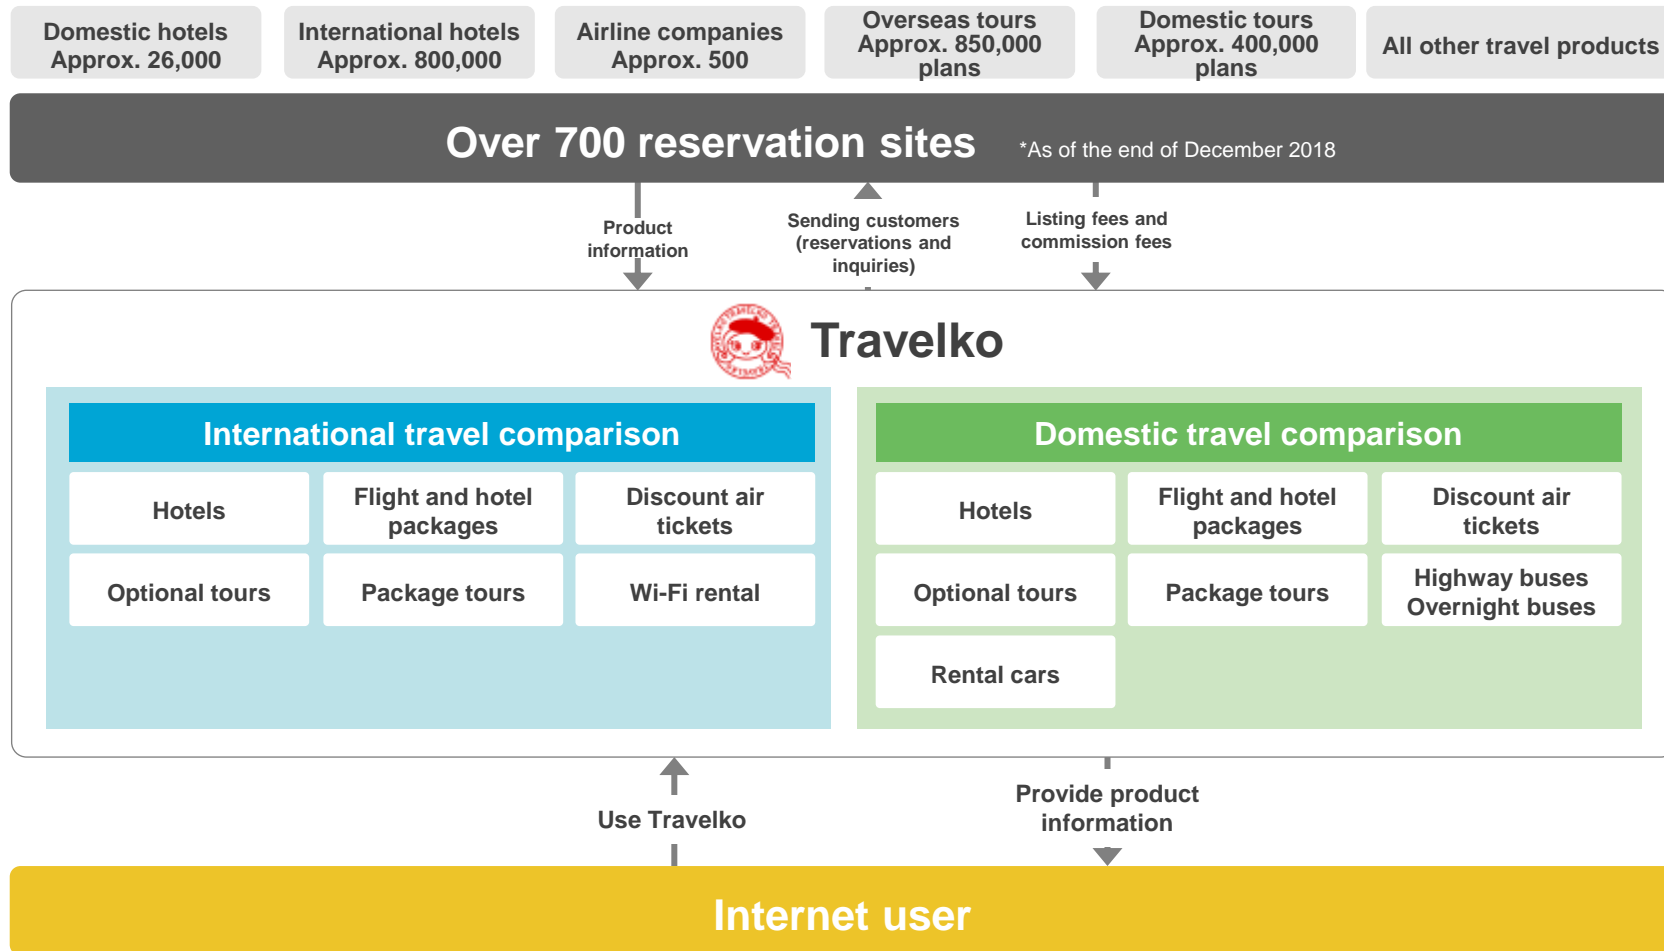 Domestic hotels
Approx. 26,000
International hotels
Approx. 800,000
Airline companies
Approx. 500
Overseas tours
Approx. 850,000
plans
Domestic tours
Approx. 400,000
plans
All other travel products
Over 700 reservation sites *As of the end of December 2018
Product
information
Sending customers
(reservations and
inquiries)
Listing fees and
commission fees
Travelko
International travel comparison
Hotels
Flight and hotel
packages
Discount air
tickets
Optional tours
Package tours
Wi-Fi rental
Domestic travel comparison
Hotels
Flight and hotel
packages
Discount air
tickets
Optional tours
Package tours
Highway buses
Overnight buses
Rental cars
Use Travelko
Provide product
information
Internet user